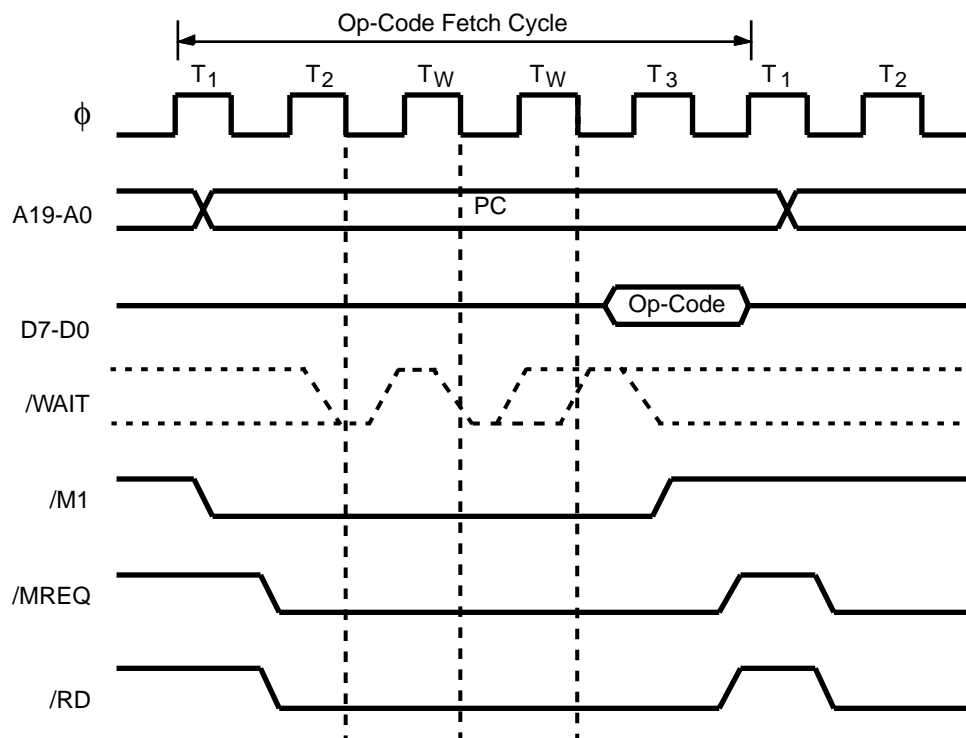 Op-Code Fetch Cycle
T1 T2 TW TW T3 T1 T2
ϕ
A19-A0 PC
D7-D0 Op-Code
/WAIT
/M1
/MREQ
/RD